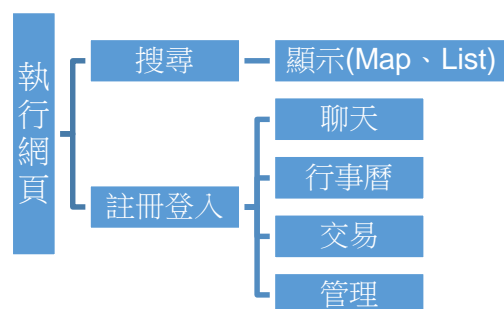 執行網頁
搜尋
顯示(Map、List)
註冊登入
聊天
行事曆
交易
管理